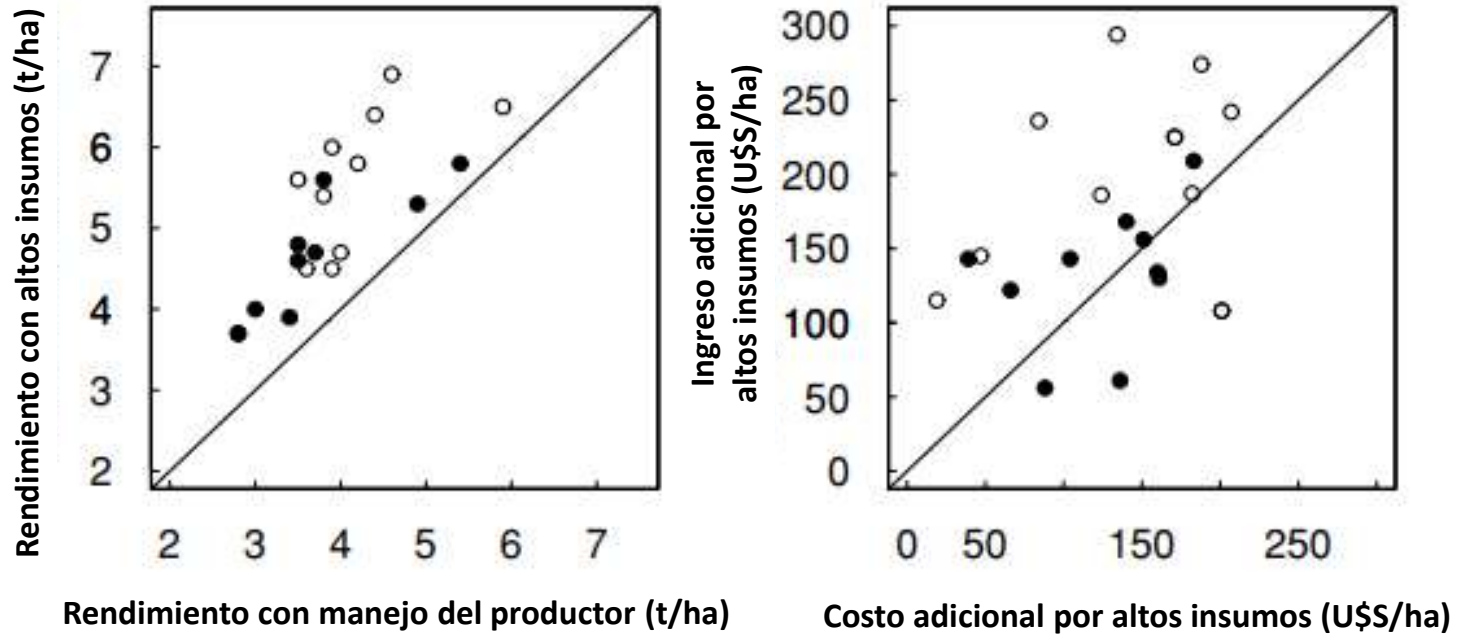 Rendimiento con altos insumos (t/ha)
7
6
5
4
3
2
2 3 4 5 6 7
Rendimiento con manejo del productor (t/ha)
Ingreso adicional por
altos insumos (U$S/ha)
300
250
200
150
100
50
0
0 50 150 250
Costo adicional por altos insumos (U$S/ha)